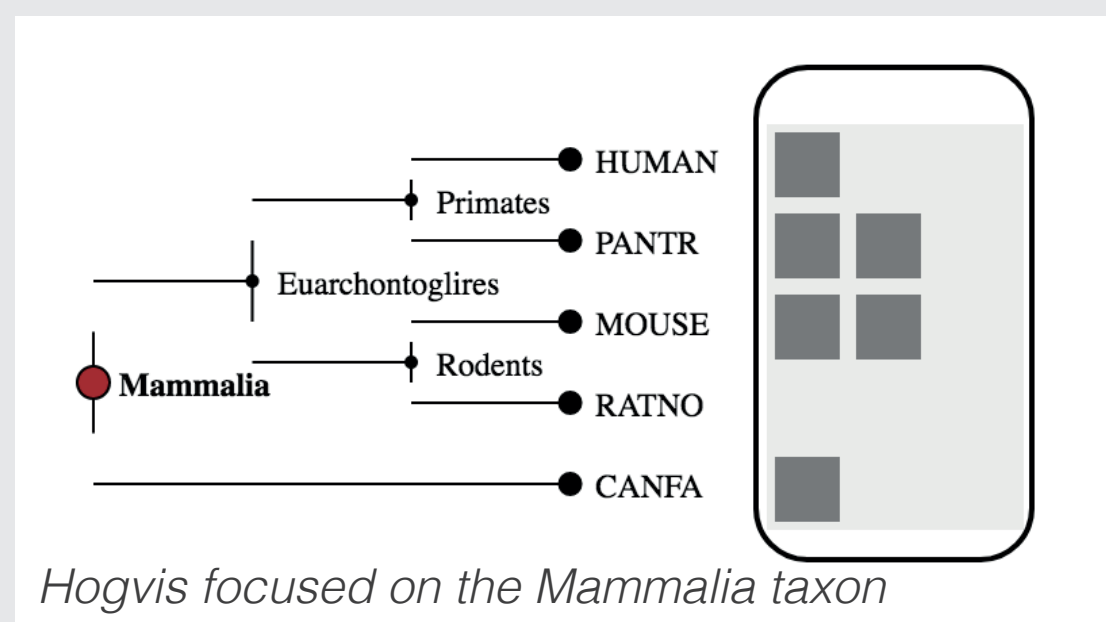 HUMAN
Primates
PANTR
Euarchontoglires
MOUSE
Rodents
Mammalia
RATNO
CANFA
Hogvis focused on the Mammalia taxon